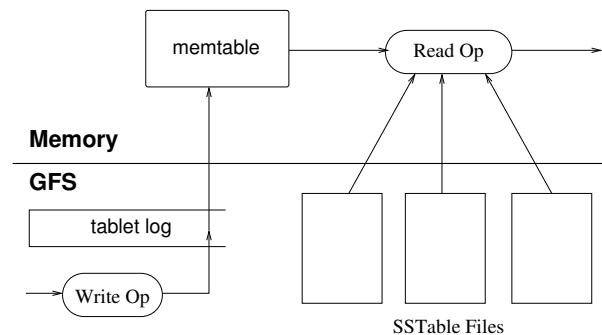 memtable
Read Op
Memory
GFS
tablet log
Write Op
SSTable Files